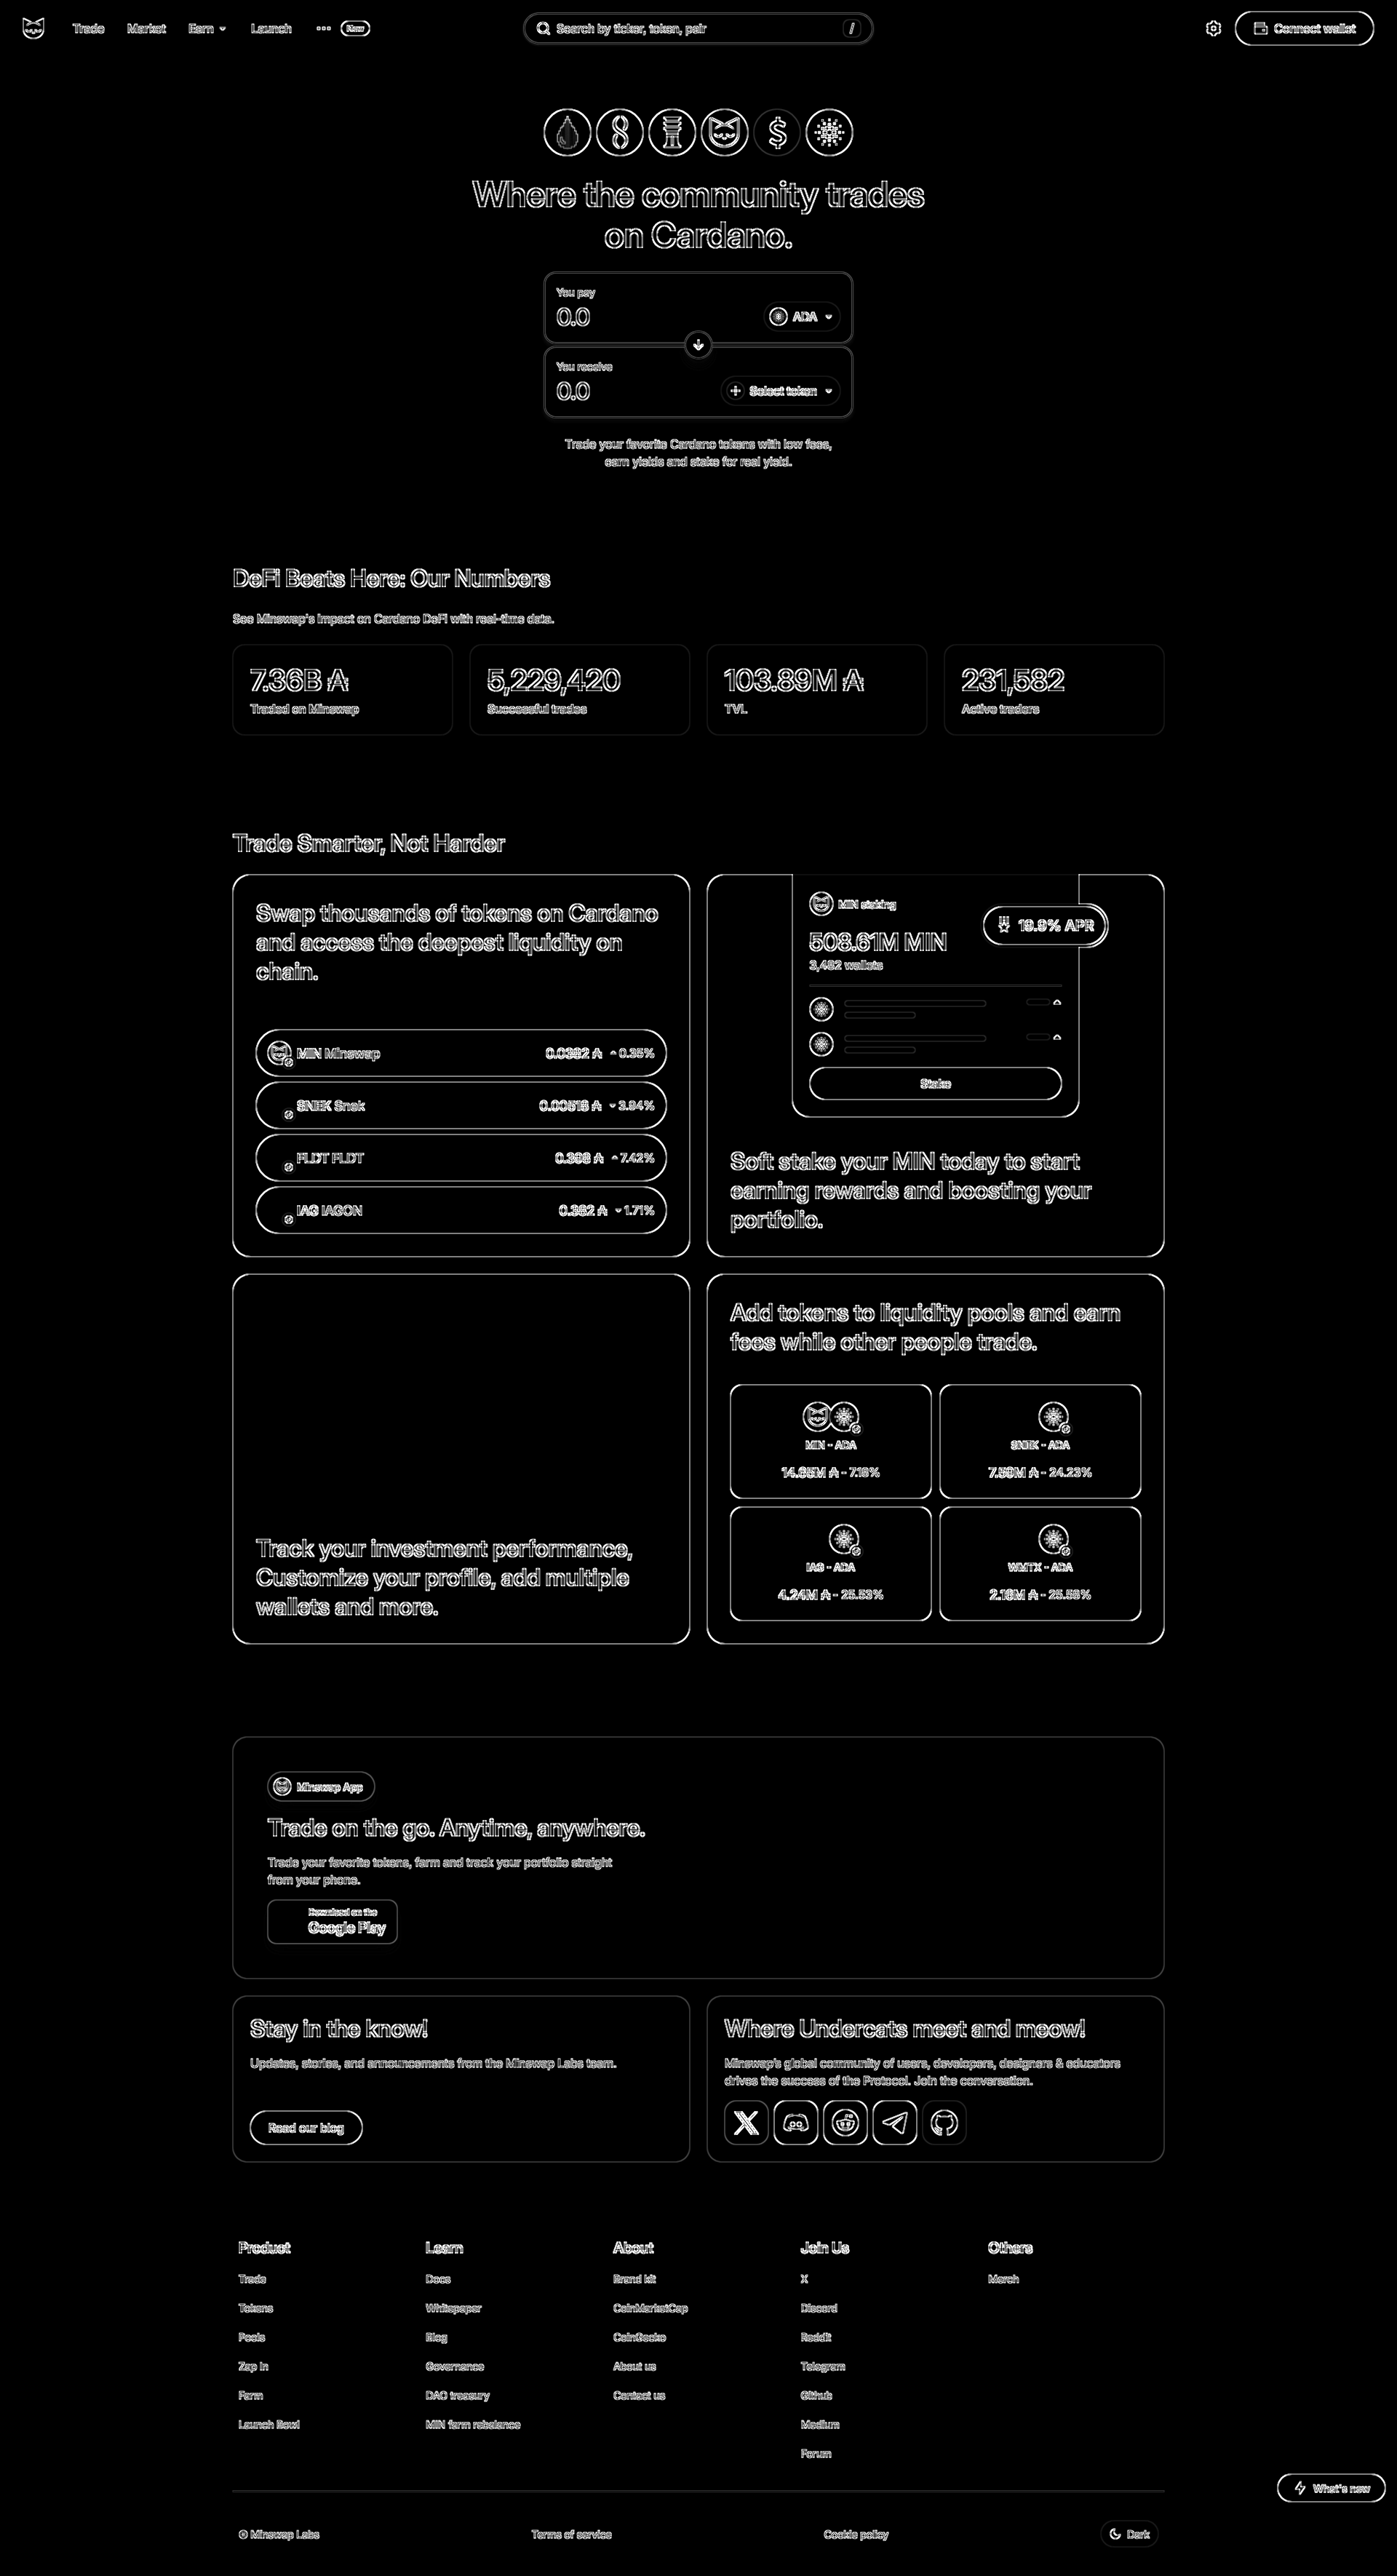 Trade Market Earn Launch New
Search by ticker, token, pair /
Connect wallet
Where the community trades
on Cardano.
You pay
0.0 ADA
You receive
0.0 Select token
Trade your favorite Cardano tokens with low fees,
earn yields and stake for real yield.
DeFi Beats Here: Our Numbers
See Minswap's impact on Cardano DeFi with real-time data.
7.36B ₳
Traded on Minswap
5,229,420
Successful trades
103.89M ₳
TVL
231,582
Active traders
Trade Smarter, Not Harder
Swap thousands of tokens on Cardano
and access the deepest liquidity on
chain.
MIN Minswap 0.0392 ₳ 0.35%
SNEK Snek ₳ 3.94%
FLDT FLDT ₳ 7.42%
IAG IAGON 0.362 ₳ 1.71%
MIN staking
19.9% APR
508.61M MIN
3,482 wallets
Stake
Soft stake your MIN today to start
earning rewards and boosting your
portfolio.
Track your investment performance,
Customize your profile, add multiple
wallets and more.
Add tokens to liquidity pools and earn
fees while other people trade.
MIN - ADA
₳ - 7.18%
SNEK - ADA
₳ - 24.23%
IAG - ADA
4.24M ₳ - 25.53%
WMTX - ADA
₳ - 25.58%
Minswap App
Trade on the go. Anytime, anywhere.
Trade your favorite tokens, farm and track your portfolio straight
from your phone.
Download on the
Google Play
Stay in the know!
Updates, stories, and announcements from the Minswap Labs team.
Read our blog
Where Undercats meet and meow!
Minswap's global community of users, developers, designers & educators
drives the success of the Protocol. Join the conversation.
Product
Trade
Tokens
Pools
Zap in
Farm
Launch Bowl
Learn
Docs
Whitepaper
Blog
Governance
DAO treasury
MIN farm rebalance
About
Brand kit
CoinMarketCap
CoinGecko
About us
Contact us
Join Us
X
Discord
Reddit
Telegram
Github
Medium
Forum
Others
Merch
What's new
© Minswap Labs
Terms of service
Cookie policy
Dark